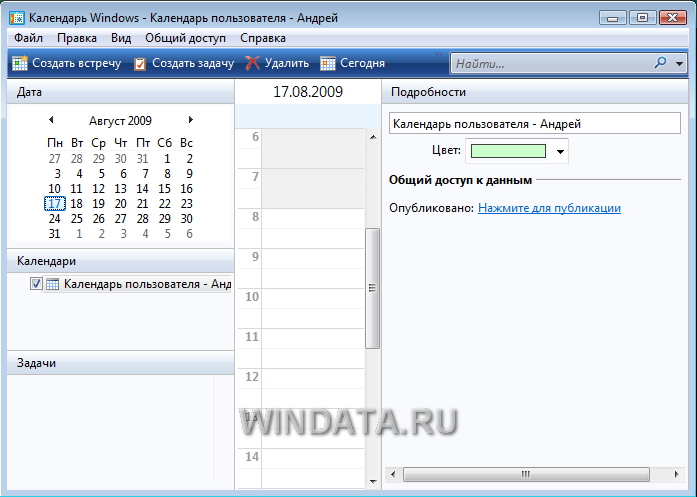 Календарь Windows - Календарь пользователя - Андрей
Файл Правка Вид Общий доступ Справка
Создать встречу Создать задачу Удалить Сегодня Найти...
Дата
Август 2009
Пн Вт Ср Чт Пт Сб Вс
27 28 29 30 31 1 2
3 4 5 6 7 8 9
10 11 12 13 14 15 16
17 18 19 20 21 22 23
24 25 26 27 28 29 30
31 1 2 3 4 5 6
Календари
Календарь пользователя - Анд
Задачи
17.08.2009
6
7
8
9
10
11
12
13
14
Подробности
Календарь пользователя - Андрей
Цвет:
Общий доступ к данным
Опубликовано: Нажмите для публикации
WINDATA.RU